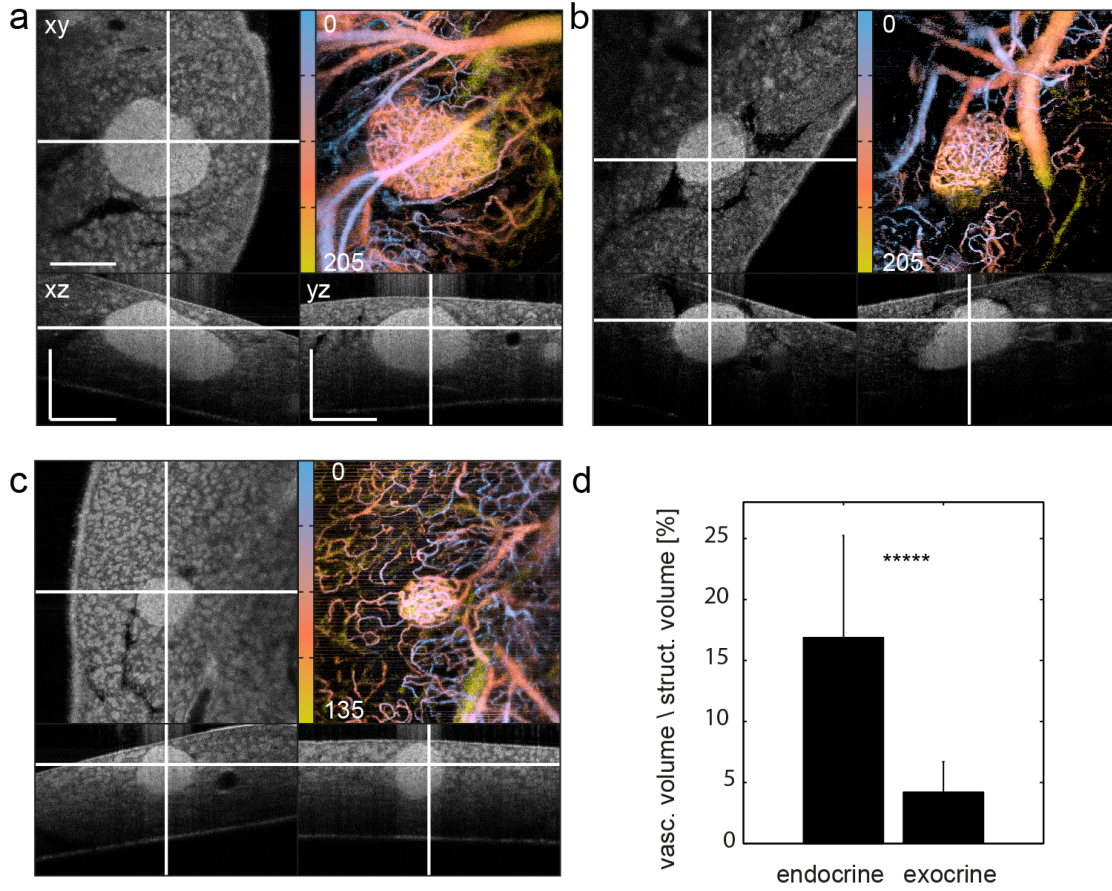 a
xy
0
205
xz
yz
b
0
205
c
0
135
d
vasc. volume \ struct. volume [%]
25
20
15
10
5
0
*****
endocrine exocrine